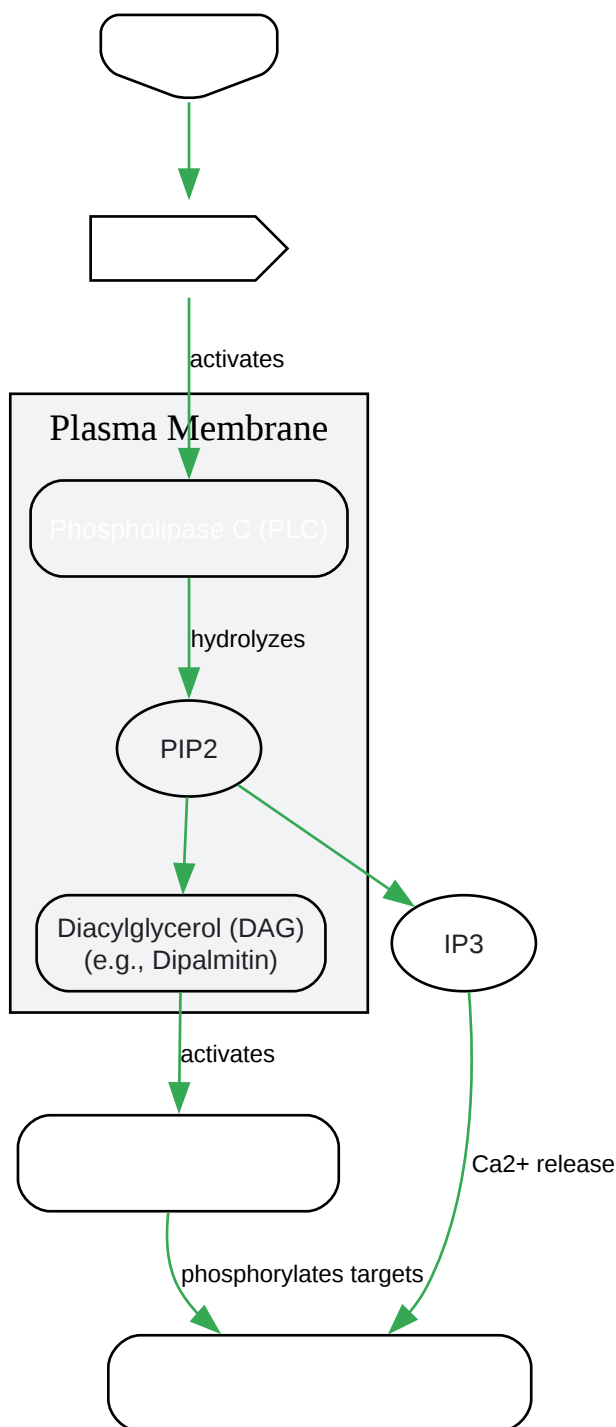 activates
Plasma Membrane
Phospholipase C (PLC)
hydrolyzes
PIP2
Diacylglycerol (DAG)
(e.g., Dipalmitin)
IP3
activates
Ca2+ release
phosphorylates targets